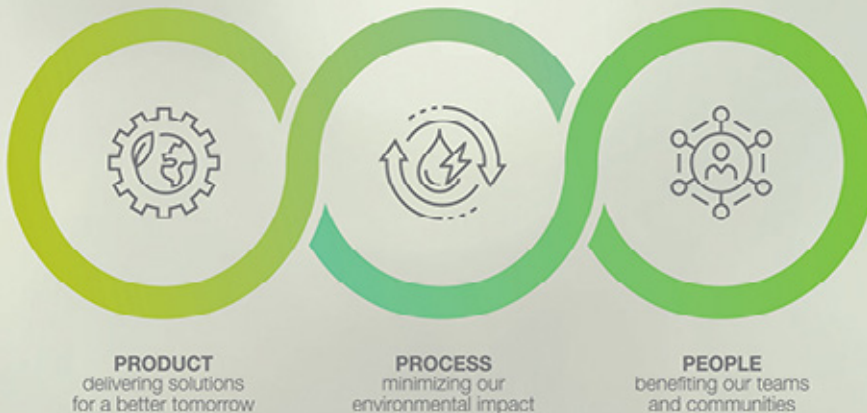 PRODUCT
delivering solutions
for a better tomorrow
PROCESS
minimizing our
environmental impact
PEOPLE
benefiting our teams
and communities